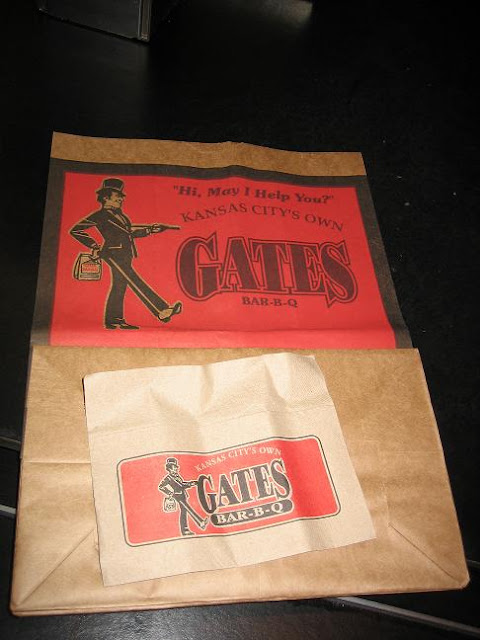 "Hi, May I Help You?"
KANSAS CITY'S OWN
GATES
BAR-B-Q
KANSAS CITY'S OWN
GATES
BAR-B-Q